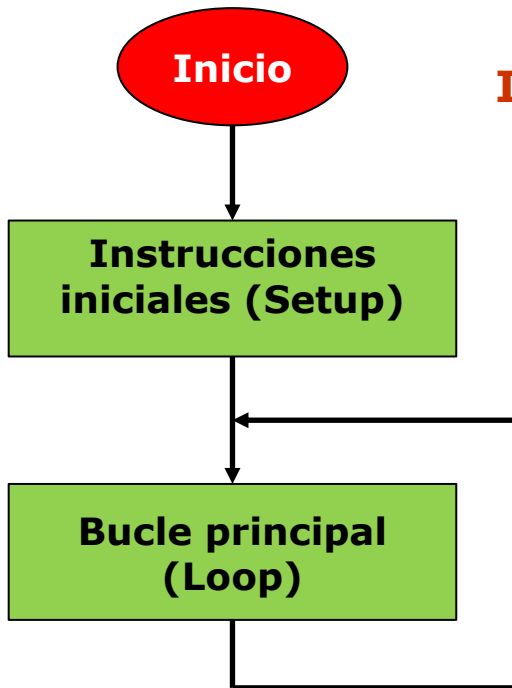 Inicio
Instrucciones
iniciales (Setup)
Bucle principal
(Loop)